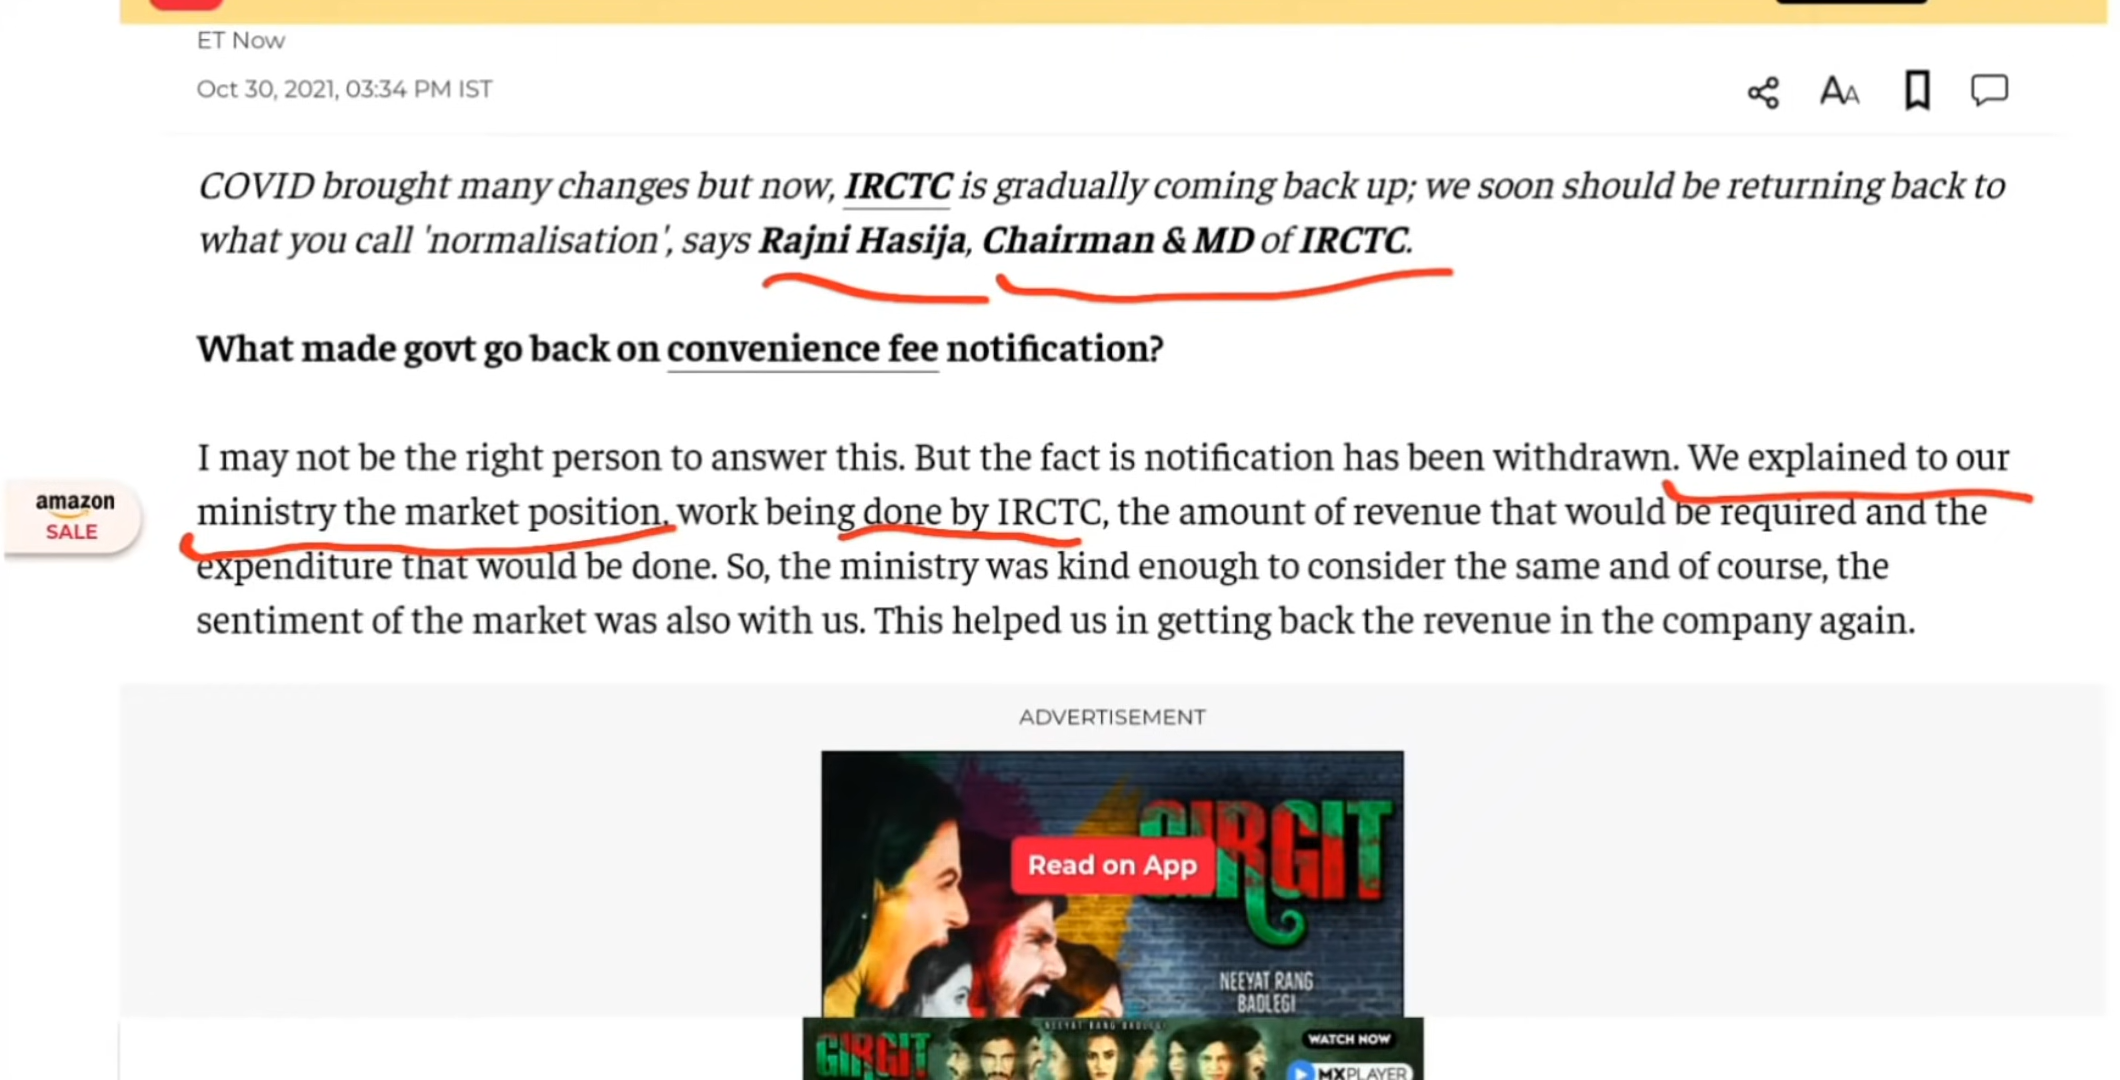 ET Now
Oct 30, 2021, 03:34 PM IST
AA
COVID brought many changes but now, IRCTC is gradually coming back up; we soon should be returning back to
what you call 'normalisation', says Rajni Hasija, Chairman & MD of IRCTC.
What made govt go back on convenience fee notification?
I may not be the right person to answer this. But the fact is notification has been withdrawn. We explained to our
ministry the market position, work being done by IRCTC, the amount of revenue that would be required and the
expenditure that would be done. So, the ministry was kind enough to consider the same and of course, the
sentiment of the market was also with us. This helped us in getting back the revenue in the company again.
amazon
SALE
ADVERTISEMENT
GIRGIT
Read on App
NEEYAT RANG
BADLEGI
NEEYAT RANG BADLEGI
GIRGIT
WATCH NOW
MXPLAYER